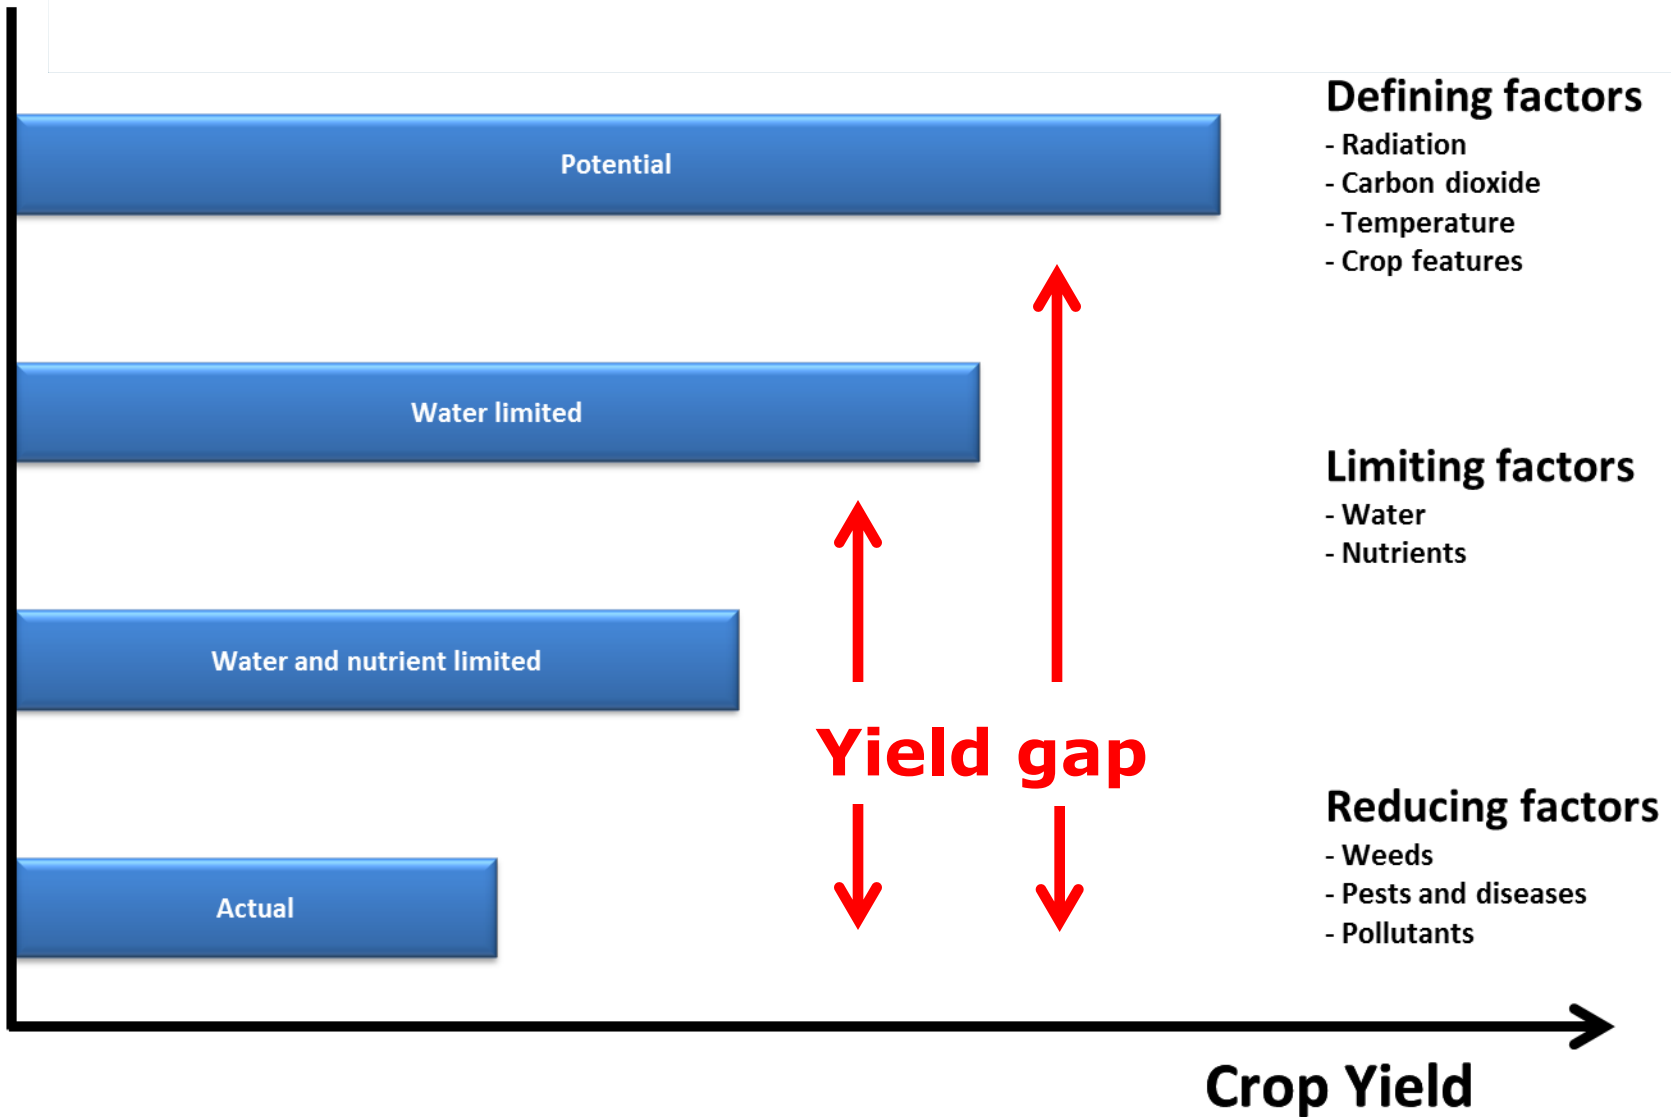 Defining factors
- Radiation
- Carbon dioxide
- Temperature
- Crop features
Potential
Water limited
Limiting factors
- Water
- Nutrients
Water and nutrient limited
Yield gap
Reducing factors
- Weeds
- Pests and diseases
- Pollutants
Actual
Crop Yield